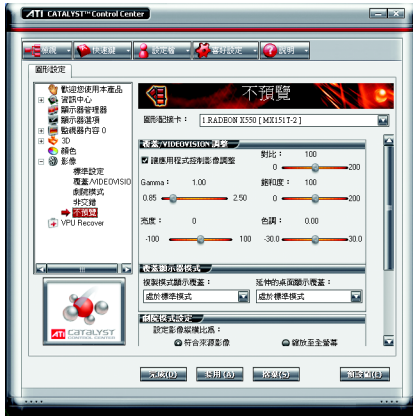 ATI CATALYST™ Control Center
檢視 快速鍵 設定檔 喜好設定 說明
圖形設定
歡迎您使用本產品
資訊中心
顯示器管理器
顯示器選項
監視器內容 0
3D
顏色
影像
標準設定
覆蓋/VIDEOVISIO
劇院模式
非交錯
不預覽
VPU Recover
ATI CATALYST
CONTROL CENTER
不預覽
圖形配接卡： 1.RADEON X550 [ MX151T-2 ]
覆蓋/VIDEOVISION 調整
讓應用程式控制影像調整
對比： 100
0 200
Gamma： 1.00
0.85 2.50
飽和度： 100
0 200
亮度： 0
-100 100
色調： 0.00
-30.0 30.0
覆蓋顯示器模式
複製模式顯示覆蓋：
處於標準模式
延伸的桌面顯示覆蓋：
處於標準模式
劇院模式設定
設定影像縱橫比為：
符合來源影像
縮放至全螢幕
完成(O) 套用(A) 預設(S)